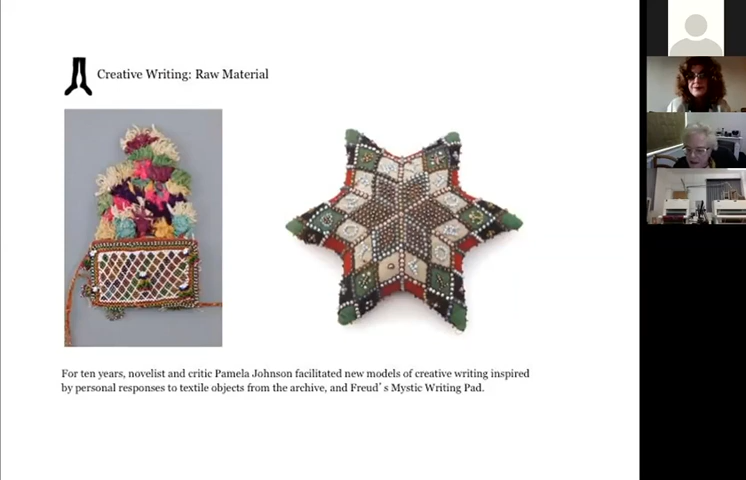 Creative Writing: Raw Material
For ten years, novelist and critic Pamela Johnson facilitated new models of creative writing inspired
by personal responses to textile objects from the archive, and Freud's Mystic Writing Pad.